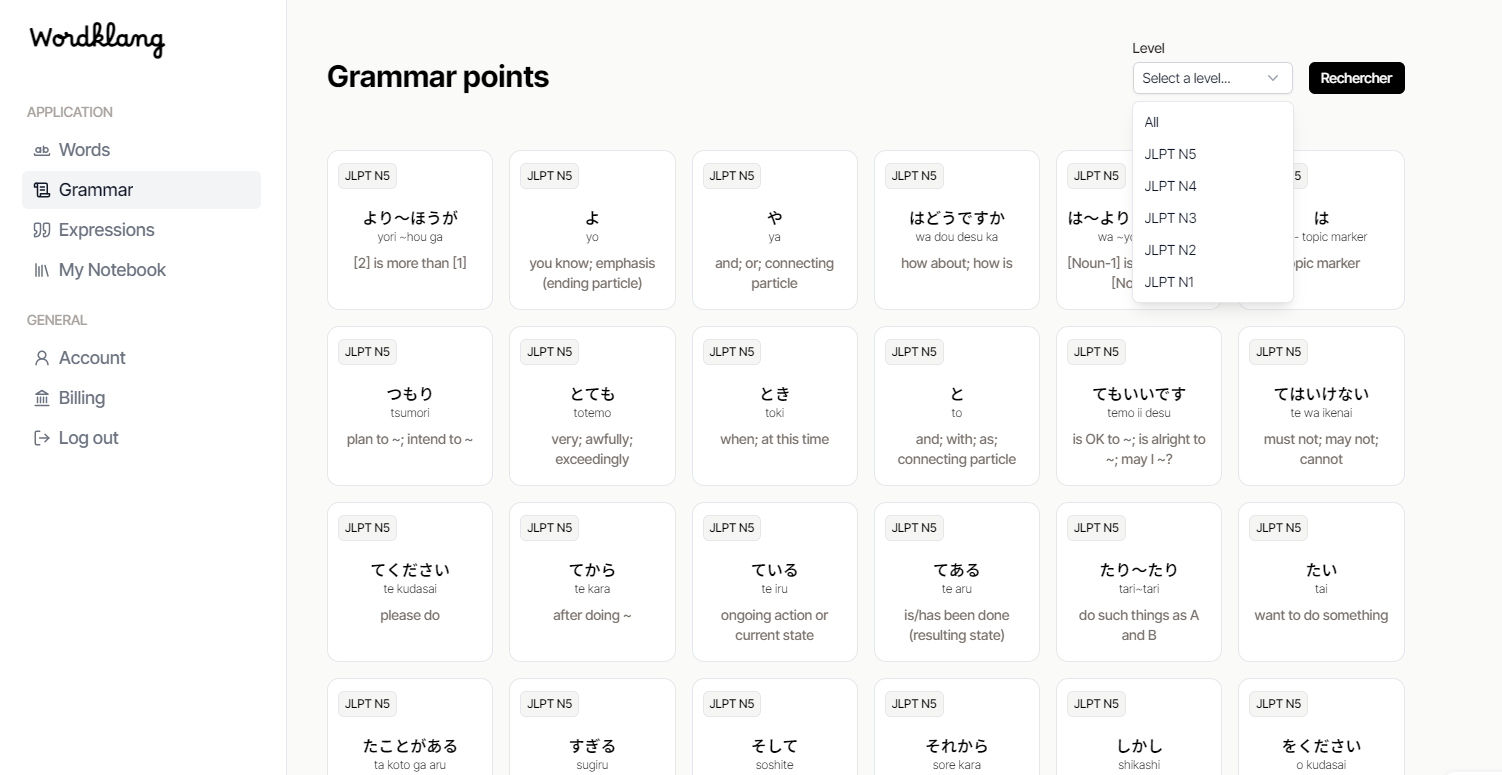 Wordklang
APPLICATION
Words
Grammar
Expressions
My Notebook
GENERAL
Account
Billing
Log out
Grammar points
Level
Select a level...
Rechercher
All
JLPT N5
JLPT N4
JLPT N3
JLPT N2
JLPT N1
JLPT N5
より〜ほうが
yori ~hou ga
[2] is more than [1]
JLPT N5
よ
yo
you know; emphasis
(ending particle)
JLPT N5
や
ya
and; or; connecting
particle
JLPT N5
はどうですか
wa dou desu ka
how about; how is
JLPT N5
は〜より
wa
[Noun-1] is
5
は
- topic marker
marker
JLPT N5
つもり
tsumori
plan to ~; intend to ~
JLPT N5
とても
totemo
very; awfully;
exceedingly
JLPT N5
とき
toki
when; at this time
JLPT N5
と
to
and; with; as;
connecting particle
JLPT N5
てもいいです
temo ii desu
is OK to ~; is alright to
~; may I ~?
JLPT N5
てはいけない
te wa ikenai
must not; may not;
cannot
JLPT N5
てください
te kudasai
please do
JLPT N5
てから
te kara
after doing ~
JLPT N5
ている
te iru
ongoing action or
current state
JLPT N5
てある
te aru
is/has been done
(resulting state)
JLPT N5
たり〜たり
tari~tari
do such things as A
and B
JLPT N5
たい
tai
want to do something
JLPT N5
たことがある
ta koto ga aru
JLPT N5
すぎる
sugiru
JLPT N5
そして
soshite
JLPT N5
それから
sore kara
JLPT N5
しかし
shikashi
JLPT N5
をください
o kudasai